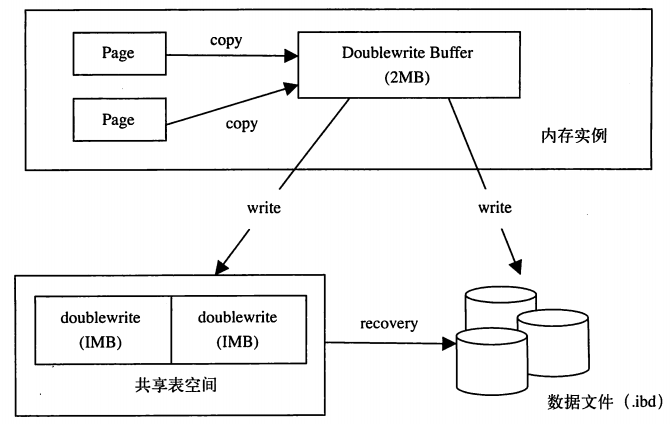 Page
copy
Doublewrite Buffer
(2MB)
Page
copy
内存实例
write
write
doublewrite
(IMB)
doublewrite
(IMB)
recovery
共享表空间
数据文件（.ibd）